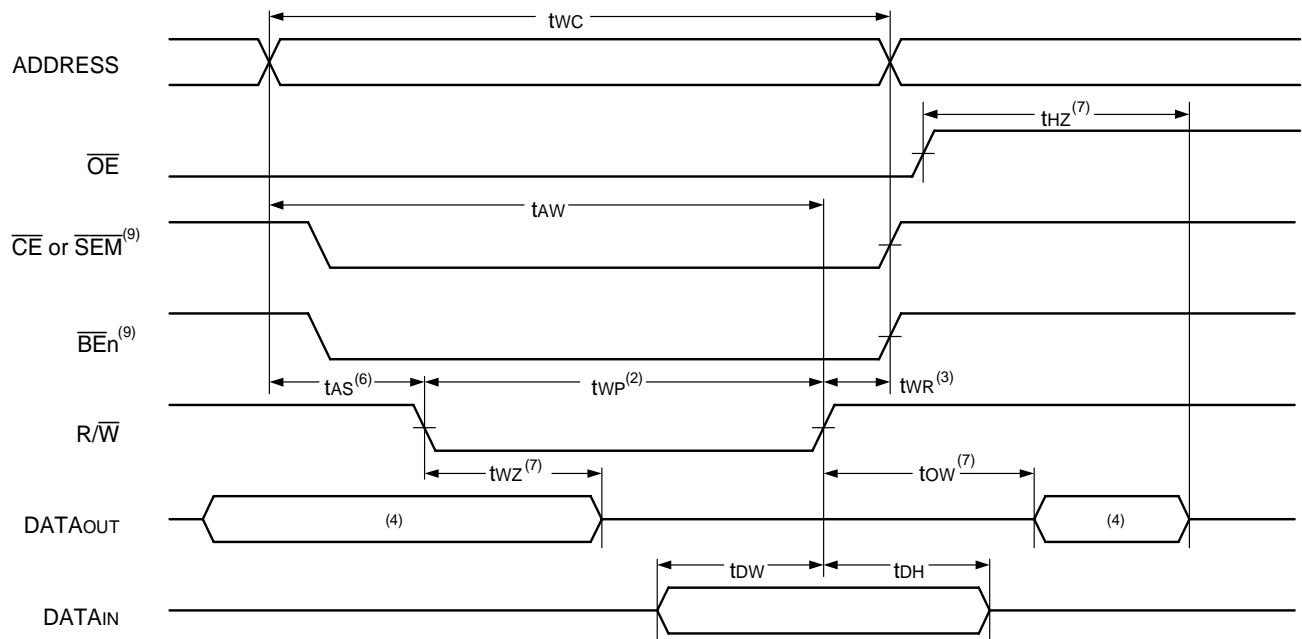 tWC
ADDRESS
tHZ(7)
OE
tAW
CE or SEM(9)
BEn(9)
tAS(6) tWP(2) tWR(3)
R/W
tWZ(7) tOW(7)
DATAOUT (4) (4)
tDW tDH
DATAIN